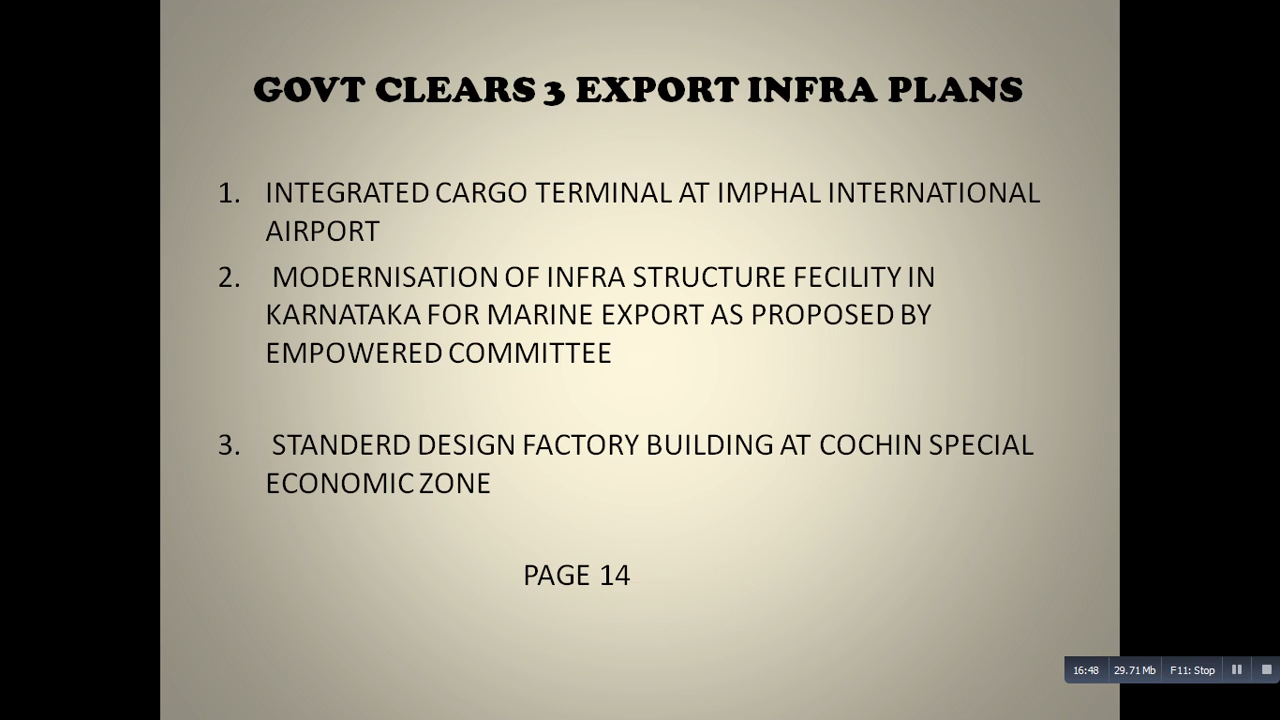 GOVT CLEARS 3 EXPORT INFRA PLANS
1. INTEGRATED CARGO TERMINAL AT IMPHAL INTERNATIONAL
AIRPORT
2. MODERNISATION OF INFRA STRUCTURE FECILITY IN
KARNATAKA FOR MARINE EXPORT AS PROPOSED BY
EMPOWERED COMMITTEE
3. STANDERD DESIGN FACTORY BUILDING AT COCHIN SPECIAL
ECONOMIC ZONE
PAGE 14
16:48 29.71 Mb F11: Stop